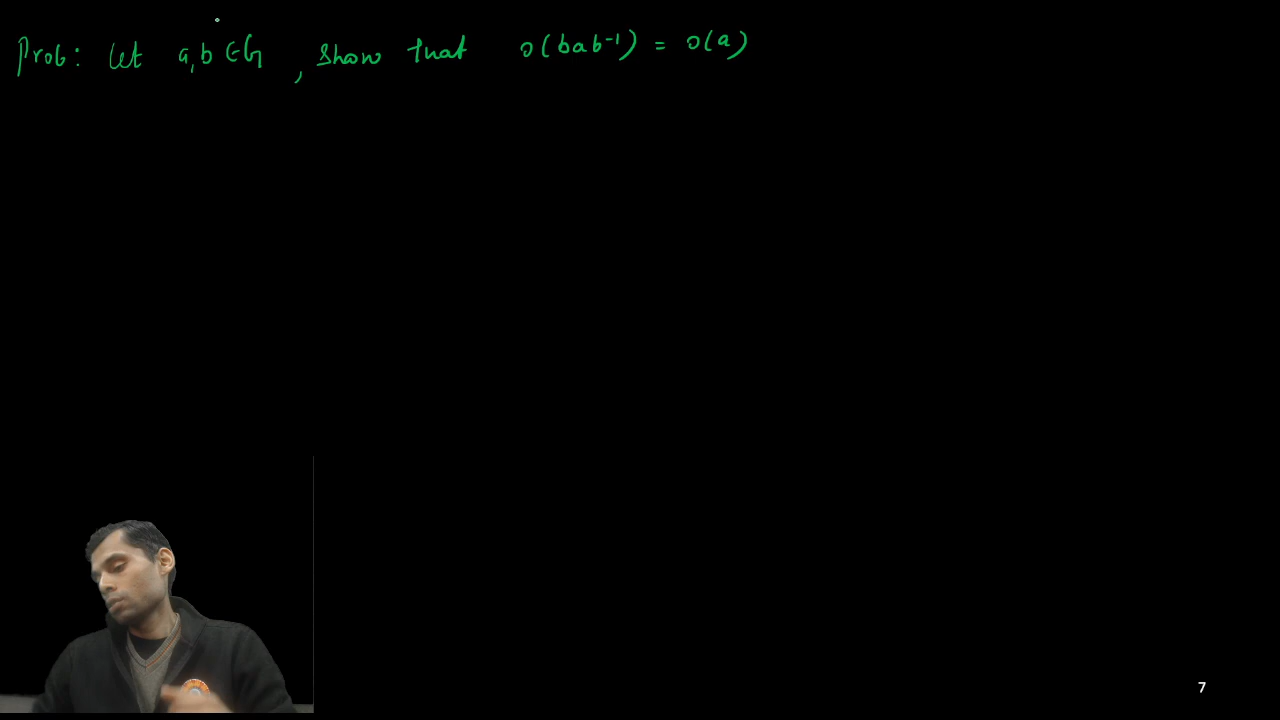 Prob: Let a,b ∈ G, show that o(bab⁻¹) = o(a)
7